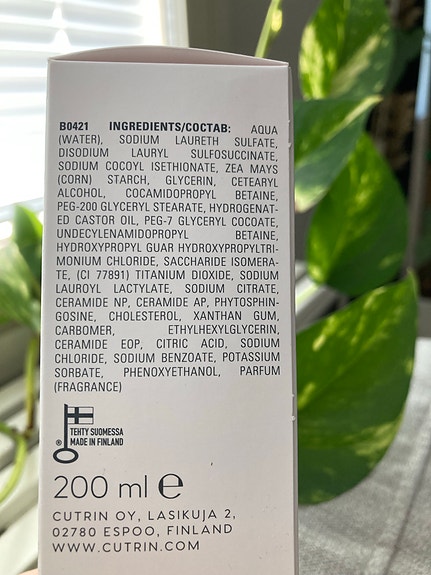 B0421 INGREDIENTS/СОСТАВ: AQUA
(WATER), SODIUM LAURETH SULFATE,
DISODIUM LAURYL SULFOSUCCINATE,
SODIUM COCOYL ISETHIONATE, ZEA MAYS
(CORN) STARCH, GLYCERIN, CETEARYL
ALCOHOL, COCAMIDOPROPYL BETAINE,
PEG-200 GLYCERYL STEARATE, HYDROGENAT-
ED CASTOR OIL, PEG-7 GLYCERYL COCOATE,
UNDECYLENAMIDOPROPYL BETAINE,
HYDROXYPROPYL GUAR HYDROXYPROPYLTRI-
MONIUM CHLORIDE, SACCHARIDE ISOMERA-
TE, (CI 77891) TITANIUM DIOXIDE, SODIUM
LAUROYL LACTYLATE, SODIUM CITRATE,
CERAMIDE NP, CERAMIDE AP, PHYTOSPHIN-
GOSINE, CHOLESTEROL, XANTHAN GUM,
CARBOMER, ETHYLHEXYLGLYCERIN,
CERAMIDE EOP, CITRIC ACID, SODIUM
CHLORIDE, SODIUM BENZOATE, POTASSIUM
SORBATE, PHENOXYETHANOL, PARFUM
(FRAGRANCE)
TEHTY SUOMESSA
® MADE IN FINLAND
200 ml ℮
CUTRIN OY, LASIKUJA 2,
02780 ESPOO, FINLAND
WWW.CUTRIN.COM